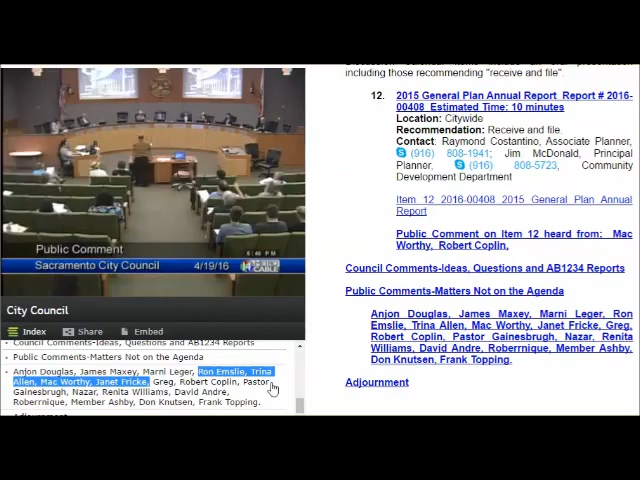 Public Comment
6:46 PM
Sacramento City Council 4/19/16
METRO
CABLE
City Council
Index Share Embed
Council Comments-Ideas, Questions and AB1234 Reports
Public Comments-Matters Not on the Agenda
Anjon Douglas, James Maxey, Marni Leger, Ron Emslie, Trina
Allen, Mac Worthy, Janet Fricke, Greg, Robert Coplin, Pastor
Gainesbrugh, Nazar, Renita Williams, David Andre,
Roberrnique, Member Ashby, Don Knutsen, Frank Topping.
including those recommending "receive and file".
12. 2015 General Plan Annual Report Report # 2016-
00408 Estimated Time: 10 minutes
Location: Citywide
Recommendation: Receive and file.
Contact: Raymond Costantino, Associate Planner,
(916) 808-1941; Jim McDonald, Principal
Planner, (916) 808-5723, Community
Development Department
Item 12 2016-00408 2015 General Plan Annual
Report
Public Comment on Item 12 heard from: Mac
Worthy, Robert Coplin,
Council Comments-Ideas, Questions and AB1234 Reports
Public Comments-Matters Not on the Agenda
Anjon Douglas, James Maxey, Marni Leger, Ron
Emslie, Trina Allen, Mac Worthy, Janet Fricke, Greg,
Robert Coplin, Pastor Gainesbrugh, Nazar, Renita
Williams, David Andre, Roberrnique, Member Ashby,
Don Knutsen, Frank Topping.
Adjournment